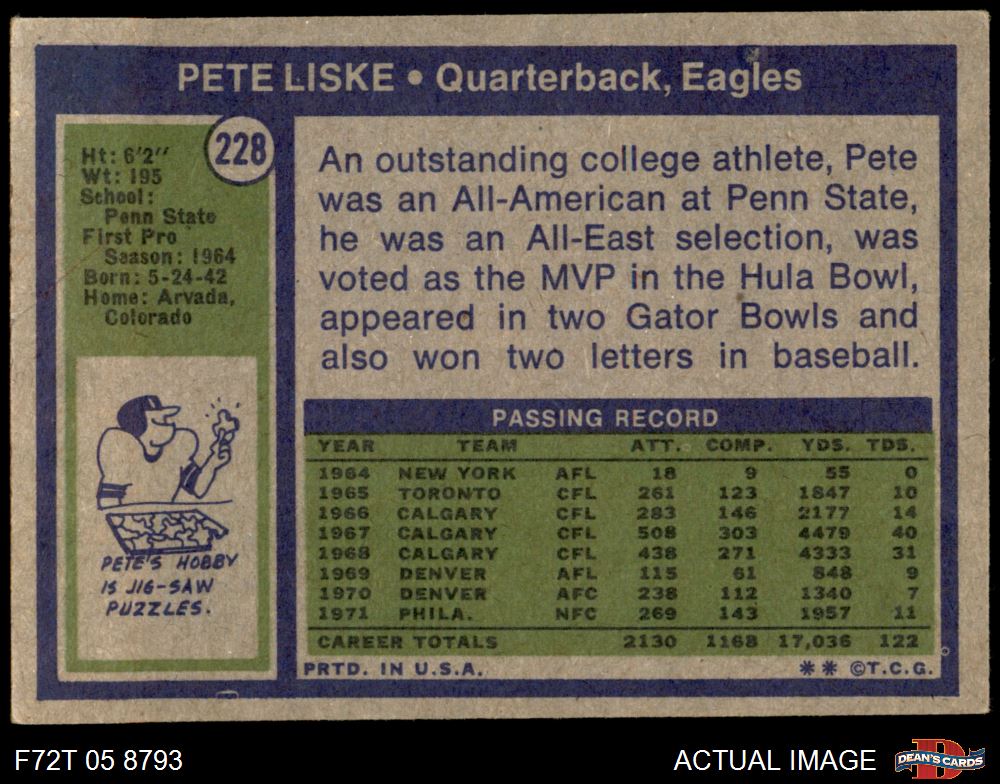 PETE LISKE • Quarterback, Eagles
228
Ht: 6'2''
Wt: 195
School:
Penn State
First Pro
Season: 1964
Born: 5-24-42
Home: Arvada,
Colorado
PETE'S HOBBY
IS JIG-SAW
PUZZLES.
An outstanding college athlete, Pete
was an All-American at Penn State,
he was an All-East selection, was
voted as the MVP in the Hula Bowl,
appeared in two Gator Bowls and
also won two letters in baseball.
PASSING RECORD
YEAR TEAM ATT. COMP. YDS. TDS.
1964 NEW YORK AFL 18 9 55 0
1965 TORONTO CFL 261 123 1847 10
1966 CALGARY CFL 283 146 2177 14
1967 CALGARY CFL 508 303 4479 40
1968 CALGARY CFL 438 271 4333 31
1969 DENVER AFL 115 61 848 9
1970 DENVER AFC 238 112 1340 7
1971 PHILA. NFC 269 143 1957 11
CAREER TOTALS 2130 1168 17,036 122
PRTD. IN U.S.A. ** ©T.C.G.
F72T 05 8793
ACTUAL IMAGE
DEAN'S CARDS